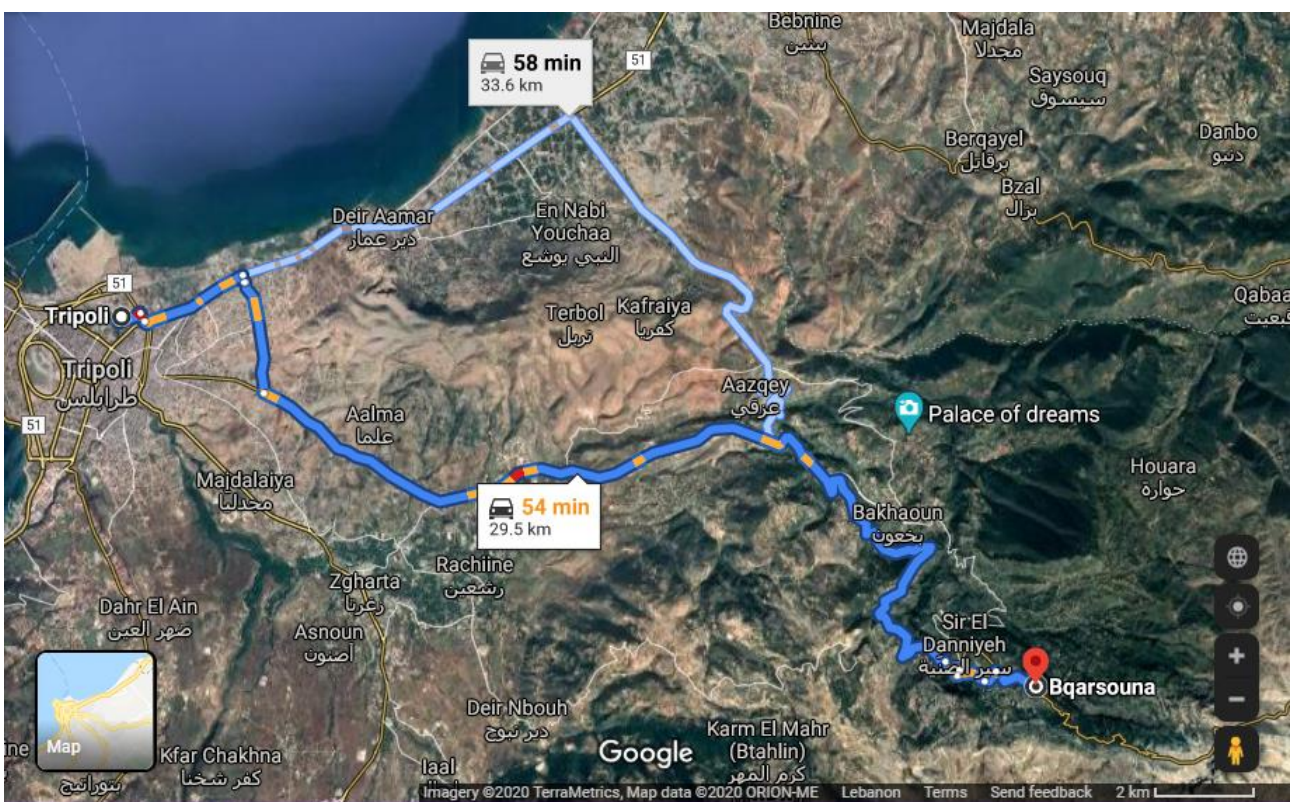 Bebnine
ببنين
Majdala
مجدلا
58 min
33.6 km
51
Saysouq
سيسوق
Danbo
دنبو
Berqayel
برقايل
Bzal
بزال
Deir Aamar
دير عمار
En Nabi
Youchaa
النبي يوشع
51
Qabaa
قبعيت
Terbol
تربل
Kafraiya
كفريا
Tripoli
Tripoli
طرابلس
51
Aazqey
عزقي
Palace of dreams
Aalma
علما
Majdalaiya
مجدليّا
Houara
حوارة
54 min
29.5 km
Bakhaoun
بخعون
Rachiine
رشعين
Zgharta
زغرتا
Dahr El Ain
ضهر العين
Asnoun
أصنون
Sir El
Danniyeh
سير الضنية
Bqarsouna
Deir Nbouh
دير نبوح
Karm El Mahr
(Btahlin)
كرم المهر
Map
Kfar Chakhna
كفر شخنا
Iaal
Google
Imagery ©2020 TerraMetrics, Map data ©2020 ORION-ME Lebanon Terms Send feedback 2 km